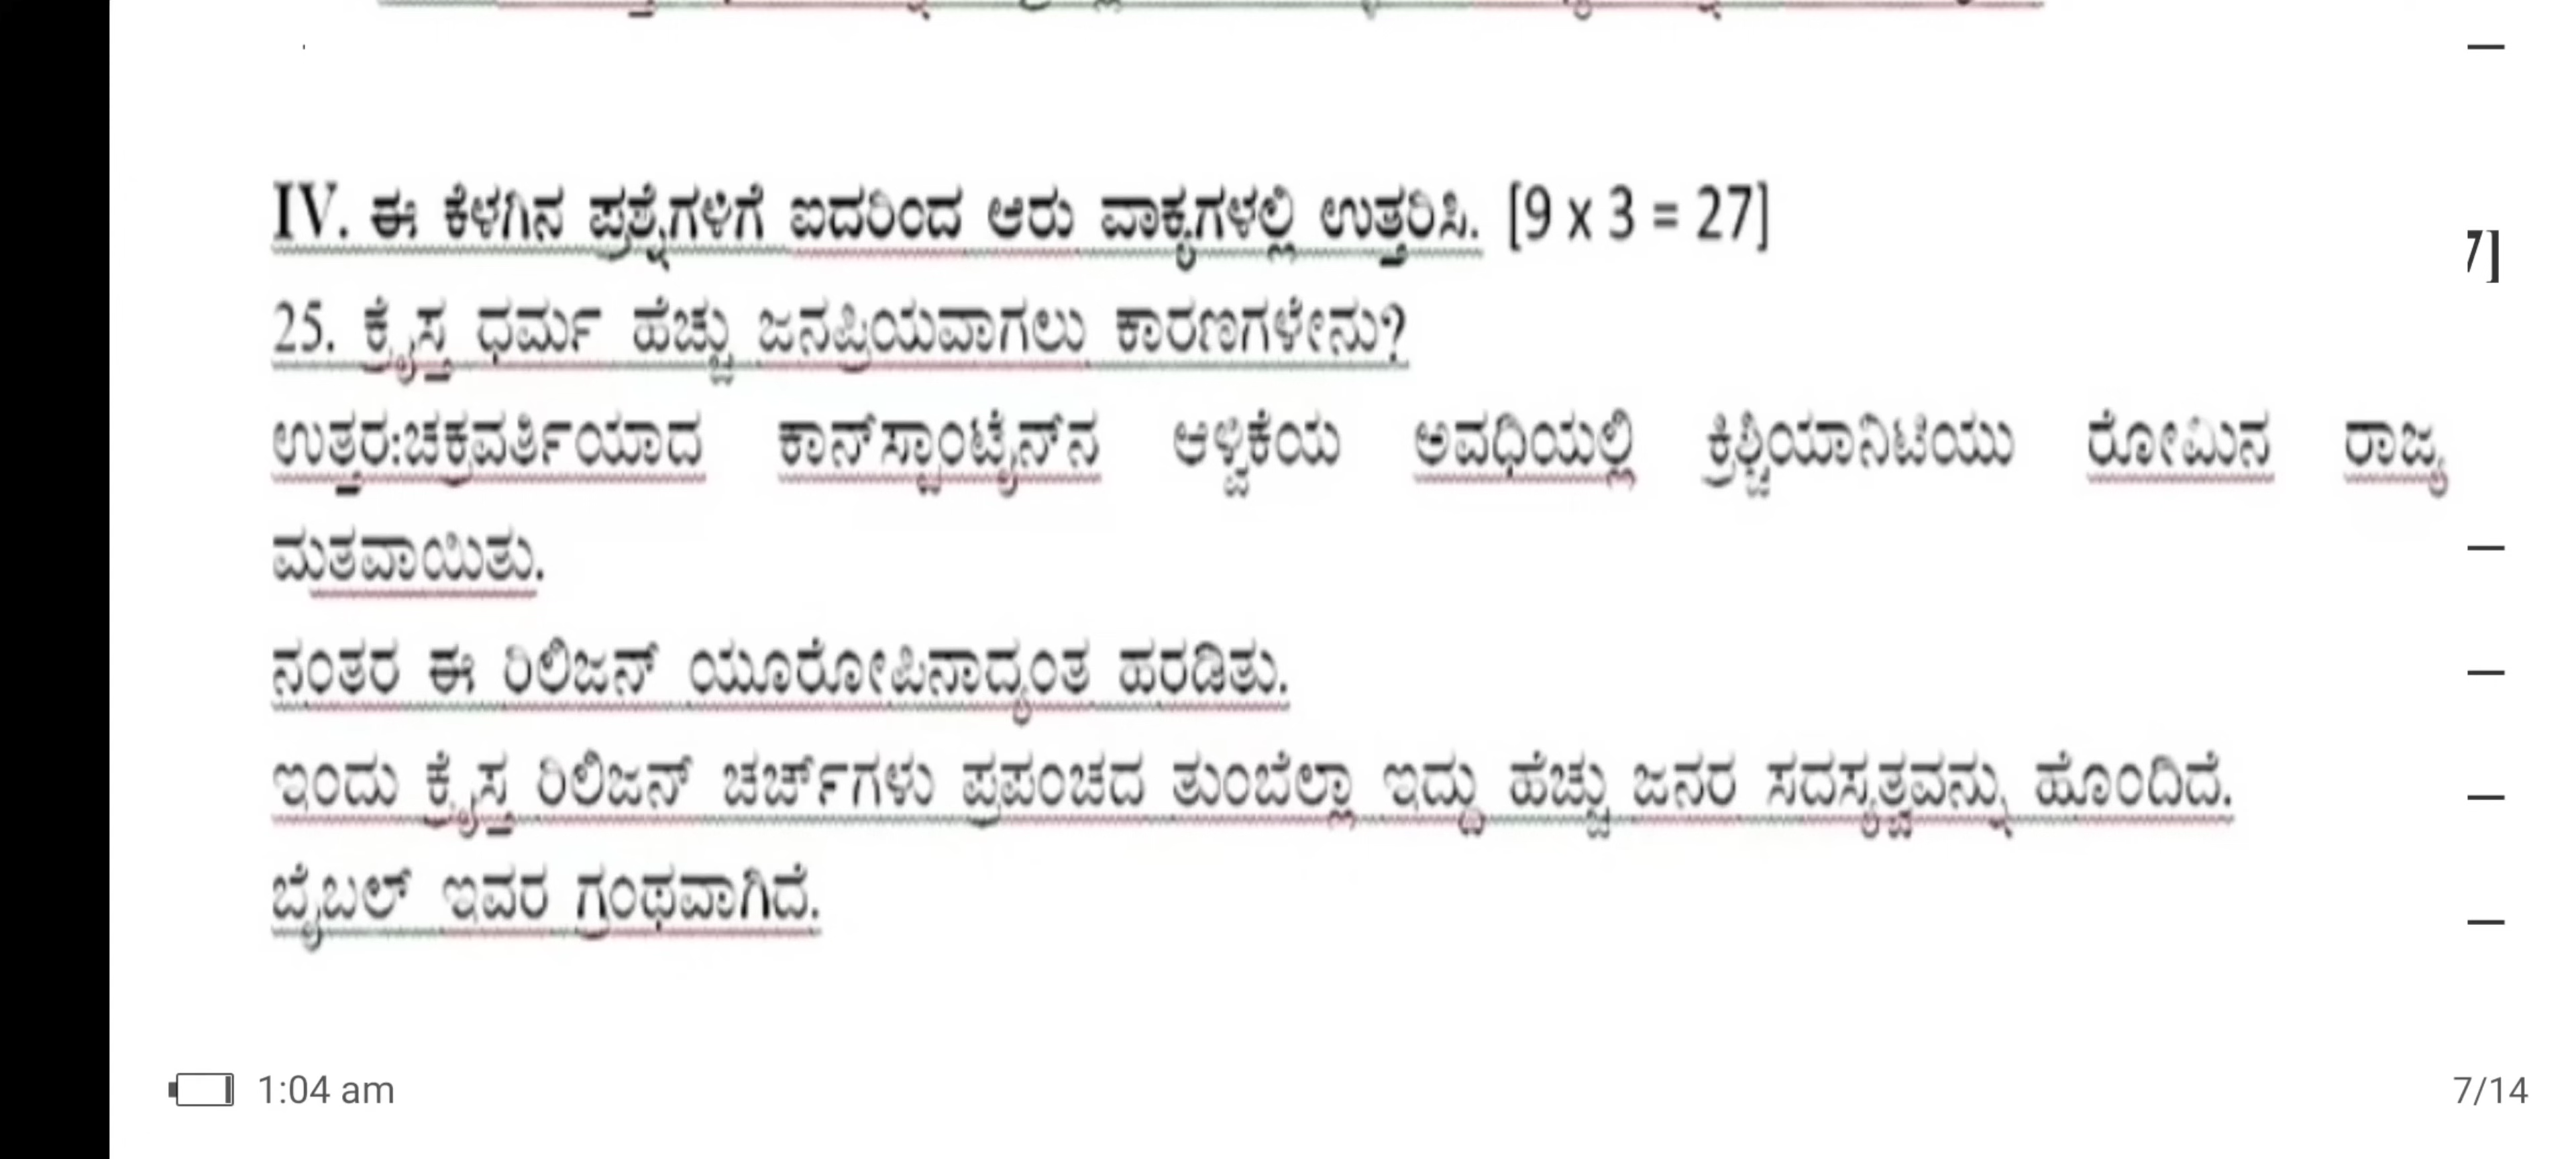 IV. ಈ ಕೆಳಗಿನ ಪ್ರಶ್ನೆಗಳಿಗೆ ಐದರಿಂದ ಆರು ವಾಕ್ಯಗಳಲ್ಲಿ ಉತ್ತರಿಸಿ. [9 x 3 = 27]
7]
25. ಕ್ರೈಸ್ತ ಧರ್ಮ ಹೆಚ್ಚು ಜನಪ್ರಿಯವಾಗಲು ಕಾರಣಗಳೇನು?
ಉತ್ತರ:ಚಕ್ರವರ್ತಿಯಾದ ಕಾನ್‌ಸ್ಟಾಂಟೈನ್‌ನ ಆಳ್ವಿಕೆಯ ಅವಧಿಯಲ್ಲಿ ಕ್ರಿಶ್ಚಿಯಾನಿಟಿಯು ರೋಮಿನ ರಾಜ್ಯ
ಮತವಾಯಿತು.
ನಂತರ ಈ ರಿಲಿಜನ್ ಯೂರೋಪಿನಾದ್ಯಂತ ಹರಡಿತು.
ಇಂದು ಕ್ರೈಸ್ತ ರಿಲಿಜನ್ ಚರ್ಚ್‌ಗಳು ಪ್ರಪಂಚದ ತುಂಬೆಲ್ಲಾ ಇದ್ದು ಹೆಚ್ಚು ಜನರ ಸದಸ್ಯತ್ವವನ್ನು ಹೊಂದಿದೆ.
ಬೈಬಲ್ ಇವರ ಗ್ರಂಥವಾಗಿದೆ.
1:04 am
7/14